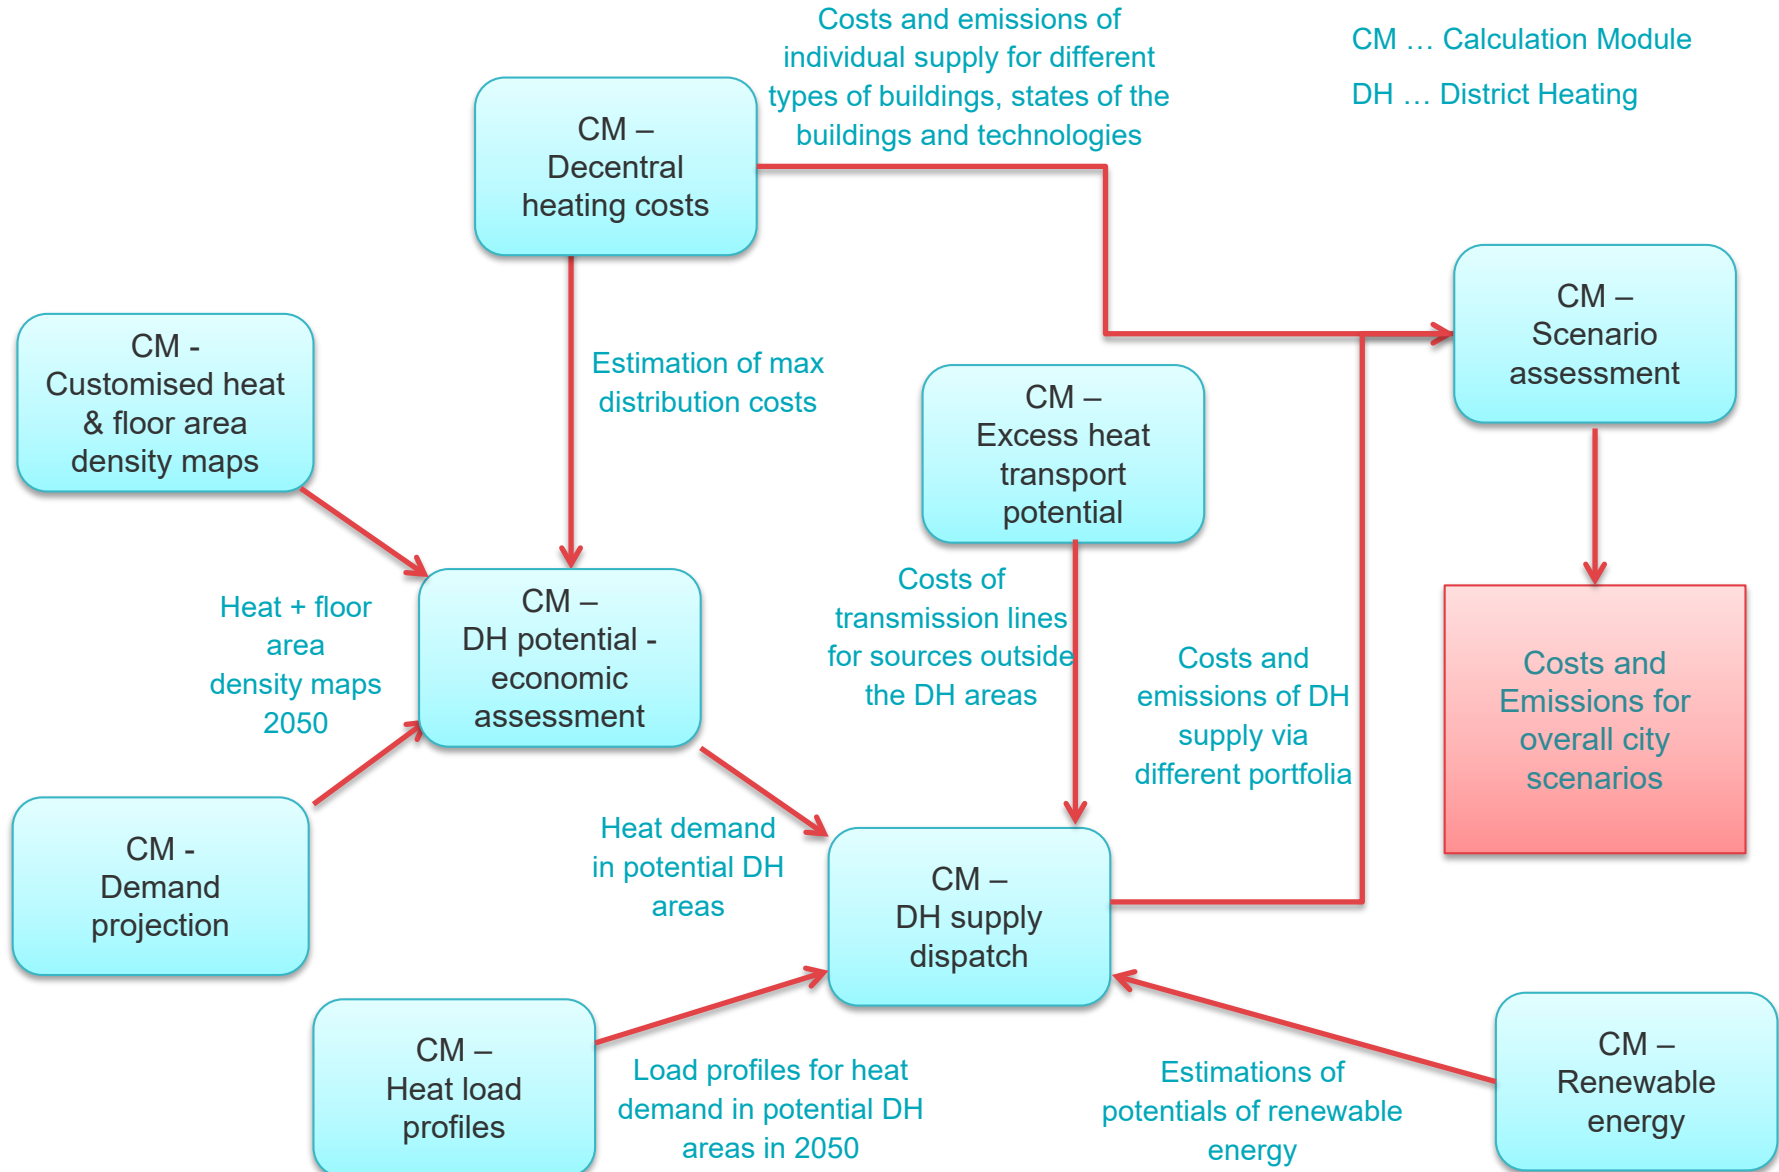 Costs and emissions of
individual supply for different
types of buildings, states of the
buildings and technologies
CM … Calculation Module
DH … District Heating
CM –
Decentral
heating costs
CM –
Scenario
assessment
CM -
Customised heat
& floor area
density maps
Estimation of max
distribution costs
CM –
Excess heat
transport
potential
Heat + floor
area
density maps
2050
CM –
DH potential -
economic
assessment
Costs of
transmission lines
for sources outside
the DH areas
Costs and
emissions of DH
supply via
different portfolia
Costs and
Emissions for
overall city
scenarios
CM -
Demand
projection
Heat demand
in potential DH
areas
CM –
DH supply
dispatch
CM –
Heat load
profiles
Load profiles for heat
demand in potential DH
areas in 2050
Estimations of
potentials of renewable
energy
CM –
Renewable
energy